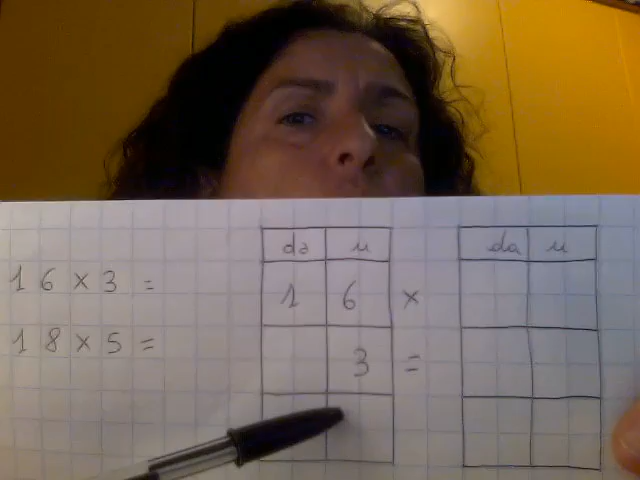 16 x 3 =
18 x 5 =
da u
1 6 x
3 =
da u